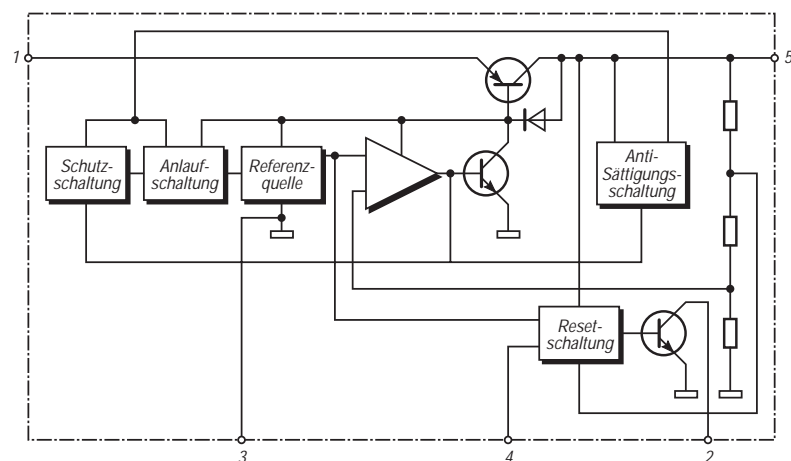 1
5
Schutz-
schaltung
Anlauf-
schaltung
Referenz-
quelle
Anti-
Sättigungs-
schaltung
Reset-
schaltung
3
4
2